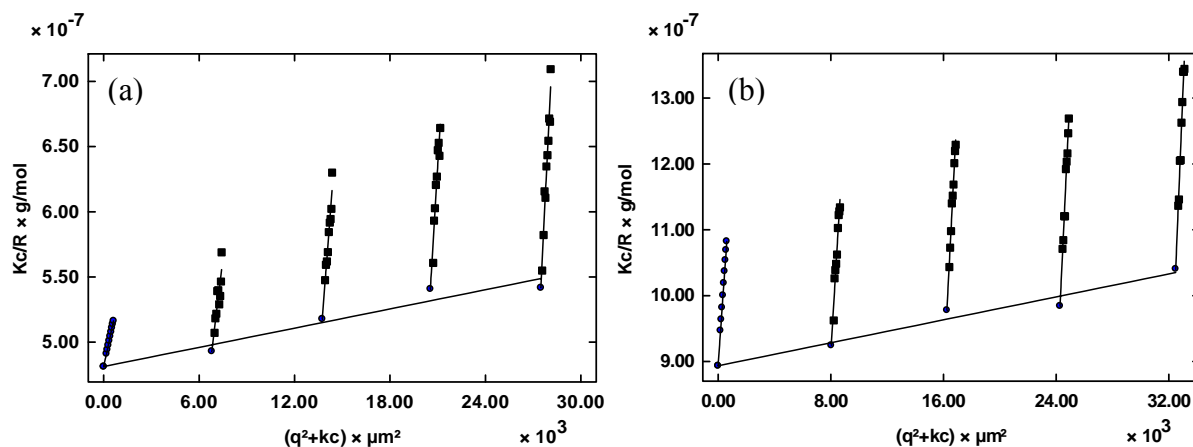 × 10⁻⁷
(a)
Kc/R × g/mol
7.00
6.50
6.00
5.50
5.00
0.00 6.00 12.00 18.00 24.00 30.00
(q²+kc) × µm² × 10³
× 10⁻⁷
(b)
Kc/R × g/mol
13.00
12.00
11.00
10.00
9.00
0.00 8.00 16.00 24.00 32.00
(q²+kc) × µm² × 10³